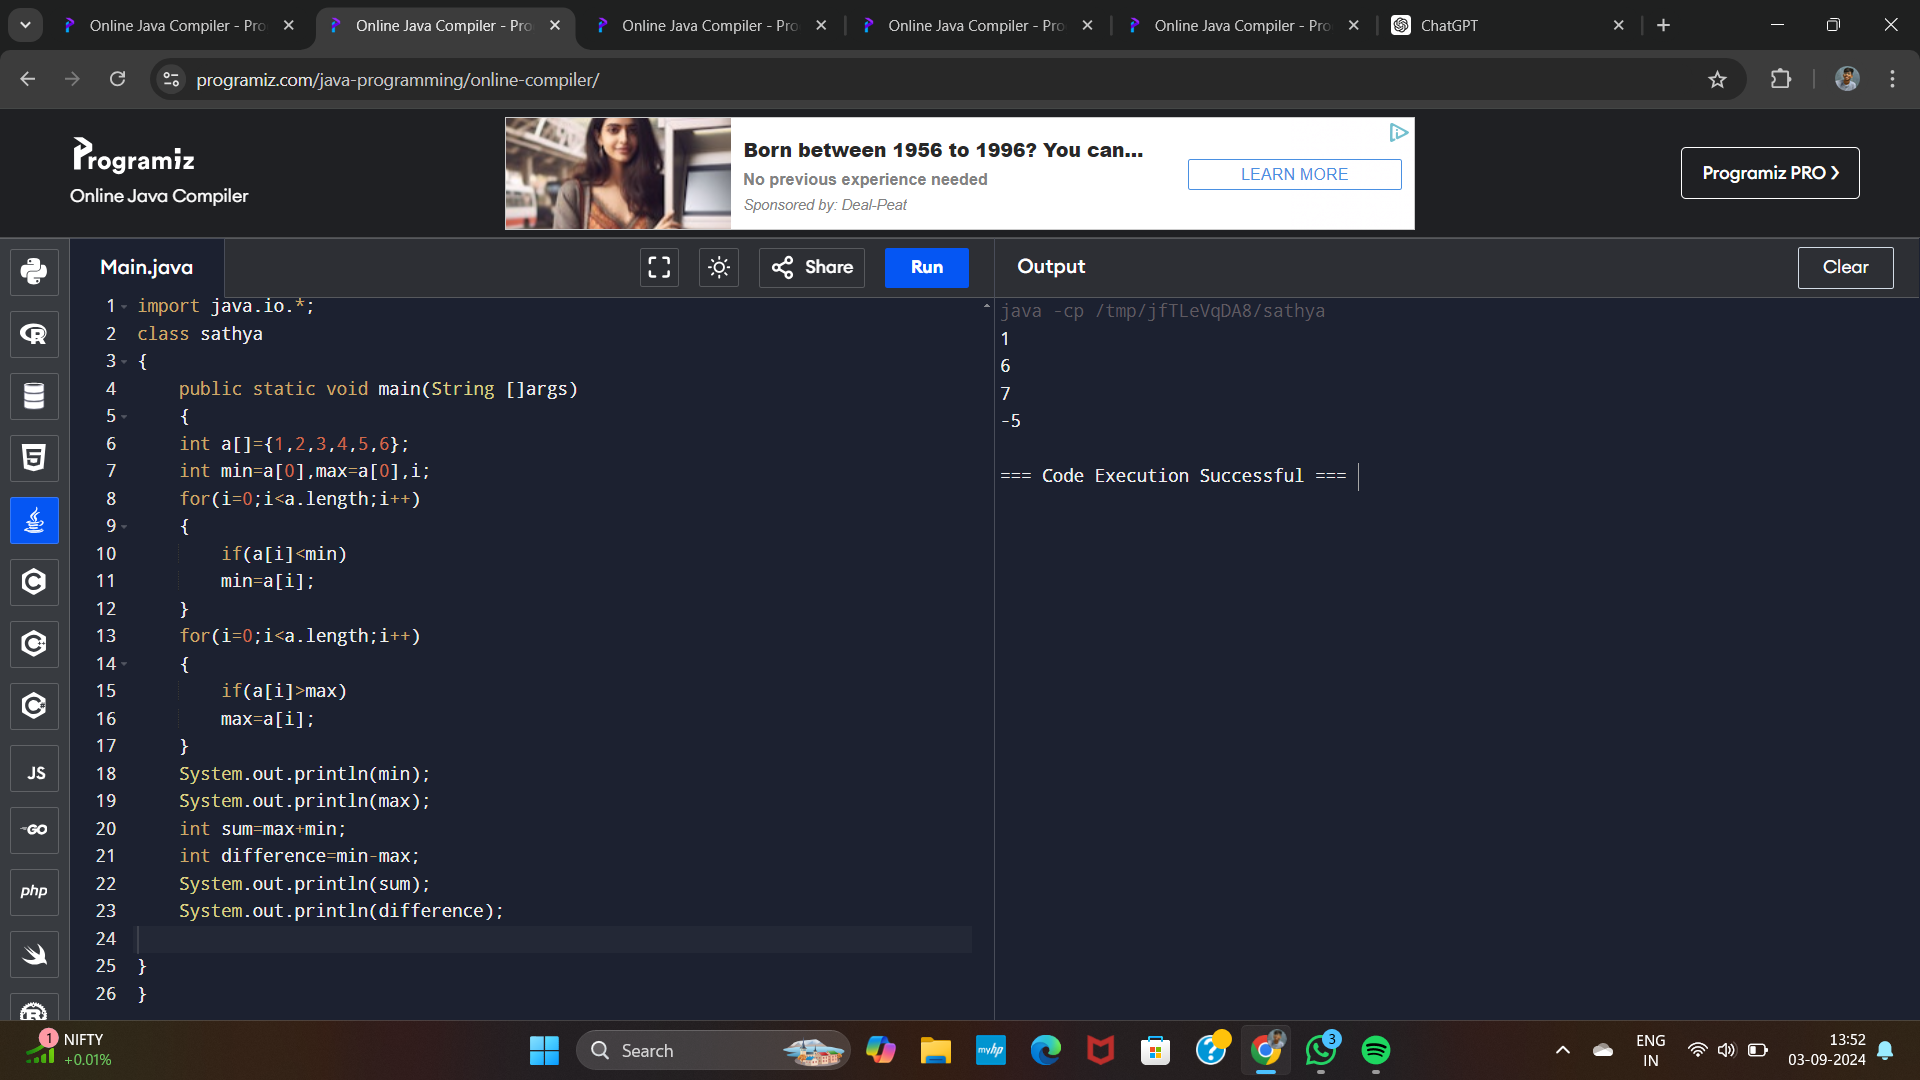 Online Java Compiler - Pro
Online Java Compiler - Pro
Online Java Compiler - Pro
Online Java Compiler - Pro
Online Java Compiler - Pro
ChatGPT
programiz.com/java-programming/online-compiler/
Programiz
Online Java Compiler
Born between 1956 to 1996? You can...
No previous experience needed
Sponsored by: Deal-Peat
LEARN MORE
Programiz PRO
Main.java
Share
Run
Output
Clear
1 import java.io.*;
2 class sathya
3 {
4 public static void main(String []args)
5 {
6 int a[]={1,2,3,4,5,6};
7 int min=a[0],max=a[0],i;
8 for(i=0;i<a.length;i++)
9 {
10 if(a[i]<min)
11 min=a[i];
12 }
13 for(i=0;i<a.length;i++)
14 {
15 if(a[i]>max)
16 max=a[i];
17 }
18 System.out.println(min);
19 System.out.println(max);
20 int sum=max+min;
21 int difference=min-max;
22 System.out.println(sum);
23 System.out.println(difference);
24
25 }
26 }
java -cp /tmp/jfTLeVqDA8/sathya
1
6
7
-5
=== Code Execution Successful ===
JS
GO
php
1
NIFTY
+0.01%
Search
myhp
3
ENG
IN
13:52
03-09-2024